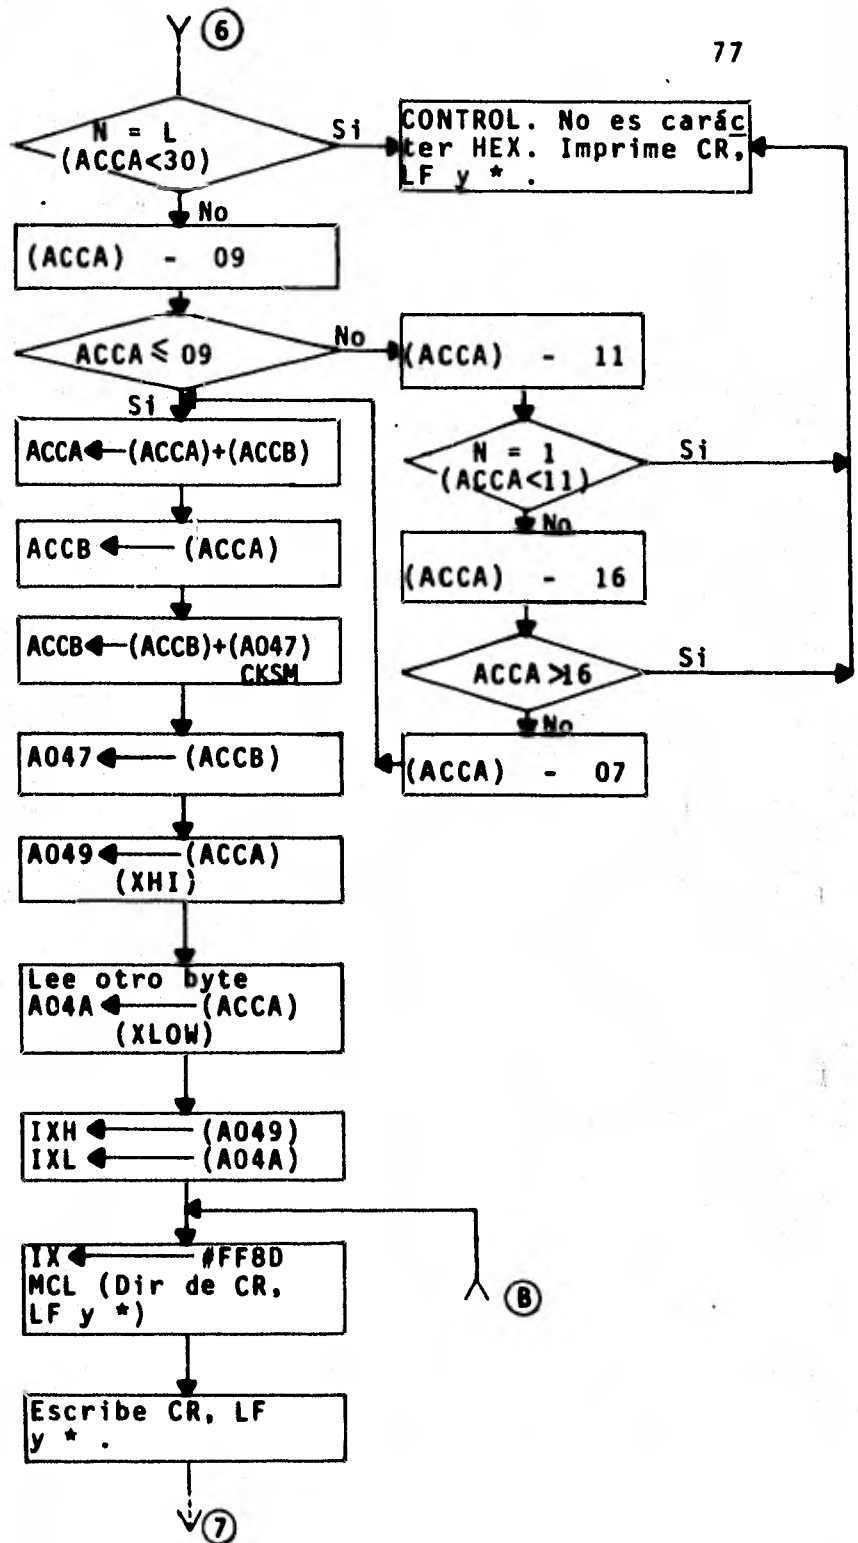 6
77
N = L
(ACCA<30)
Si
CONTROL. No es carác
ter HEX. Imprime CR,
LF y * .
No
(ACCA) - 09
ACCA ≤ 09
No
(ACCA) - 11
Si
ACCA←(ACCA)+(ACCB)
N = 1
(ACCA<11)
Si
No
ACCB ← (ACCA)
(ACCA) - 16
ACCB←(ACCB)+(A047)
CKSM
ACCA >16
Si
No
A047 ← (ACCB)
(ACCA) - 07
A049 ← (ACCA)
(XHI)
Lee otro byte
A04A ← (ACCA)
(XLOW)
IXH ← (A049)
IXL ← (A04A)
IX ← #FF8D
MCL (Dir de CR,
LF y *)
B
Escribe CR, LF
y * .
7